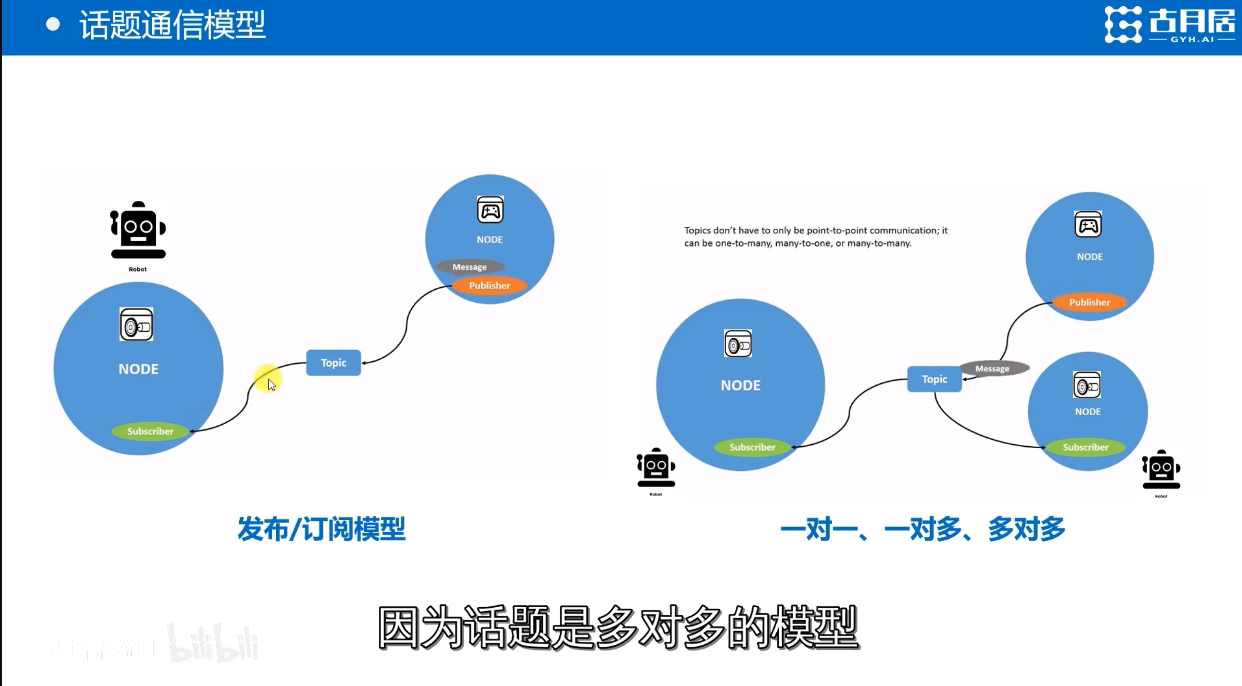 话题通信模型
古月居
GYH.AI
Robot
NODE
Subscriber
Topic
NODE
Message
Publisher
发布/订阅模型
Topics don't have to only be point-to-point communication; it
can be one-to-many, many-to-one, or many-to-many.
NODE
Publisher
NODE
Subscriber
Topic
Message
NODE
Subscriber
Robot
Robot
一对一、一对多、多对多
因为话题是多对多的模型
bilibili